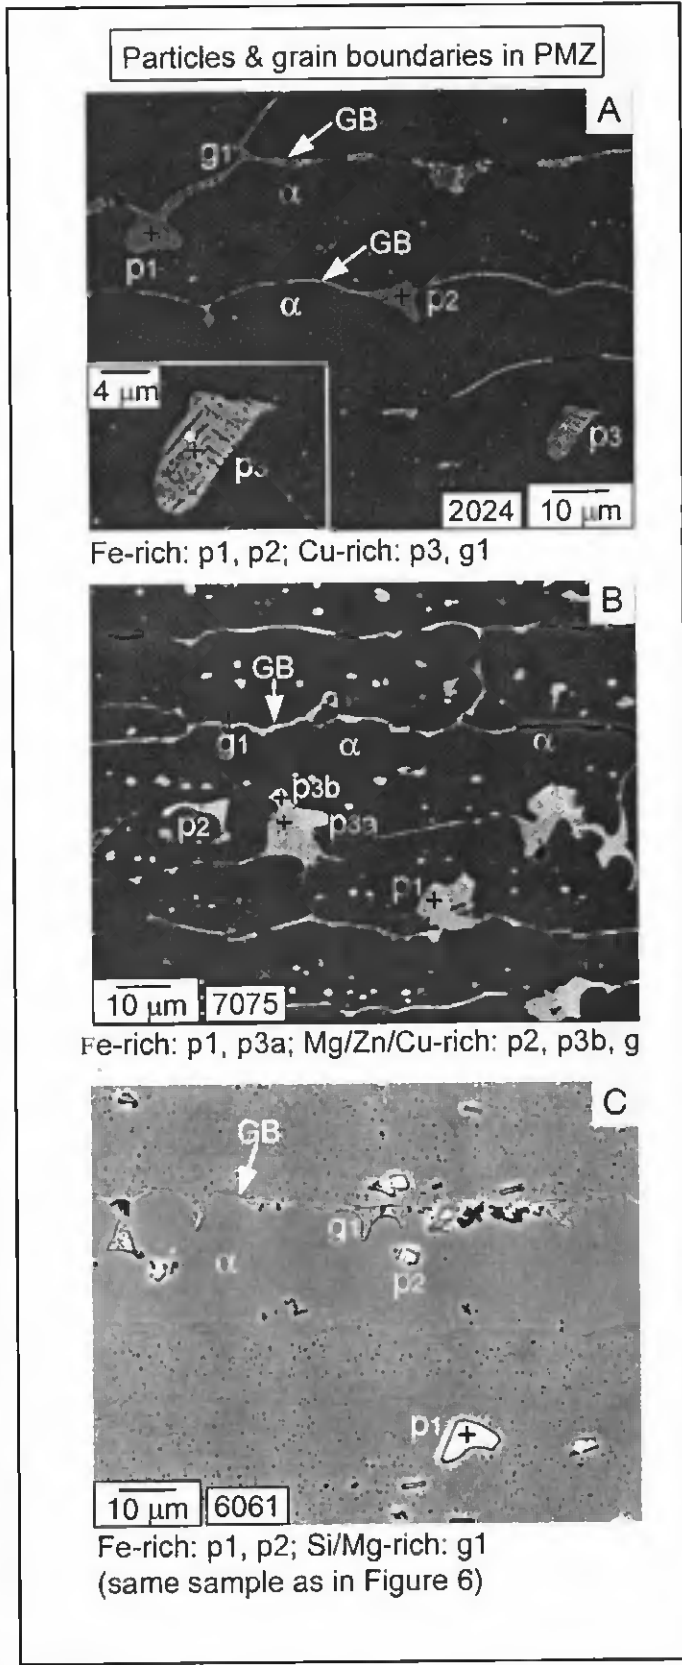 Particles & grain boundaries in PMZ
A
GB
g1
α
GB
p1
α
p2
4 μm
p3
p3
2024
10 μm
Fe-rich: p1, p2; Cu-rich: p3, g1
B
GB
g1
α
α
p3b
p2
p3a
p1
10 μm
7075
Fe-rich: p1, p3a; Mg/Zn/Cu-rich: p2, p3b, g
C
GB
g1
α
p2
p1
10 μm
6061
Fe-rich: p1, p2; Si/Mg-rich: g1
(same sample as in Figure 6)